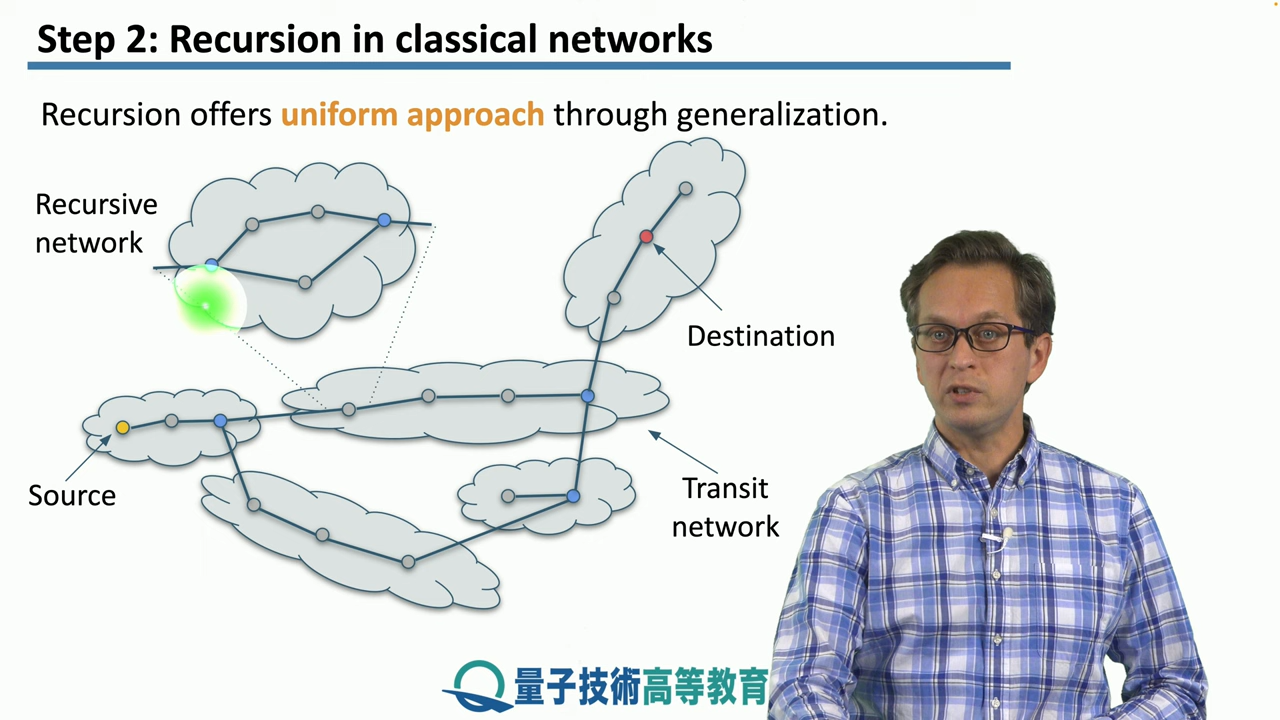 Step 2: Recursion in classical networks
Recursion offers uniform approach through generalization.
Recursive
network
Destination
Source
Transit
network
量子技術高等教育